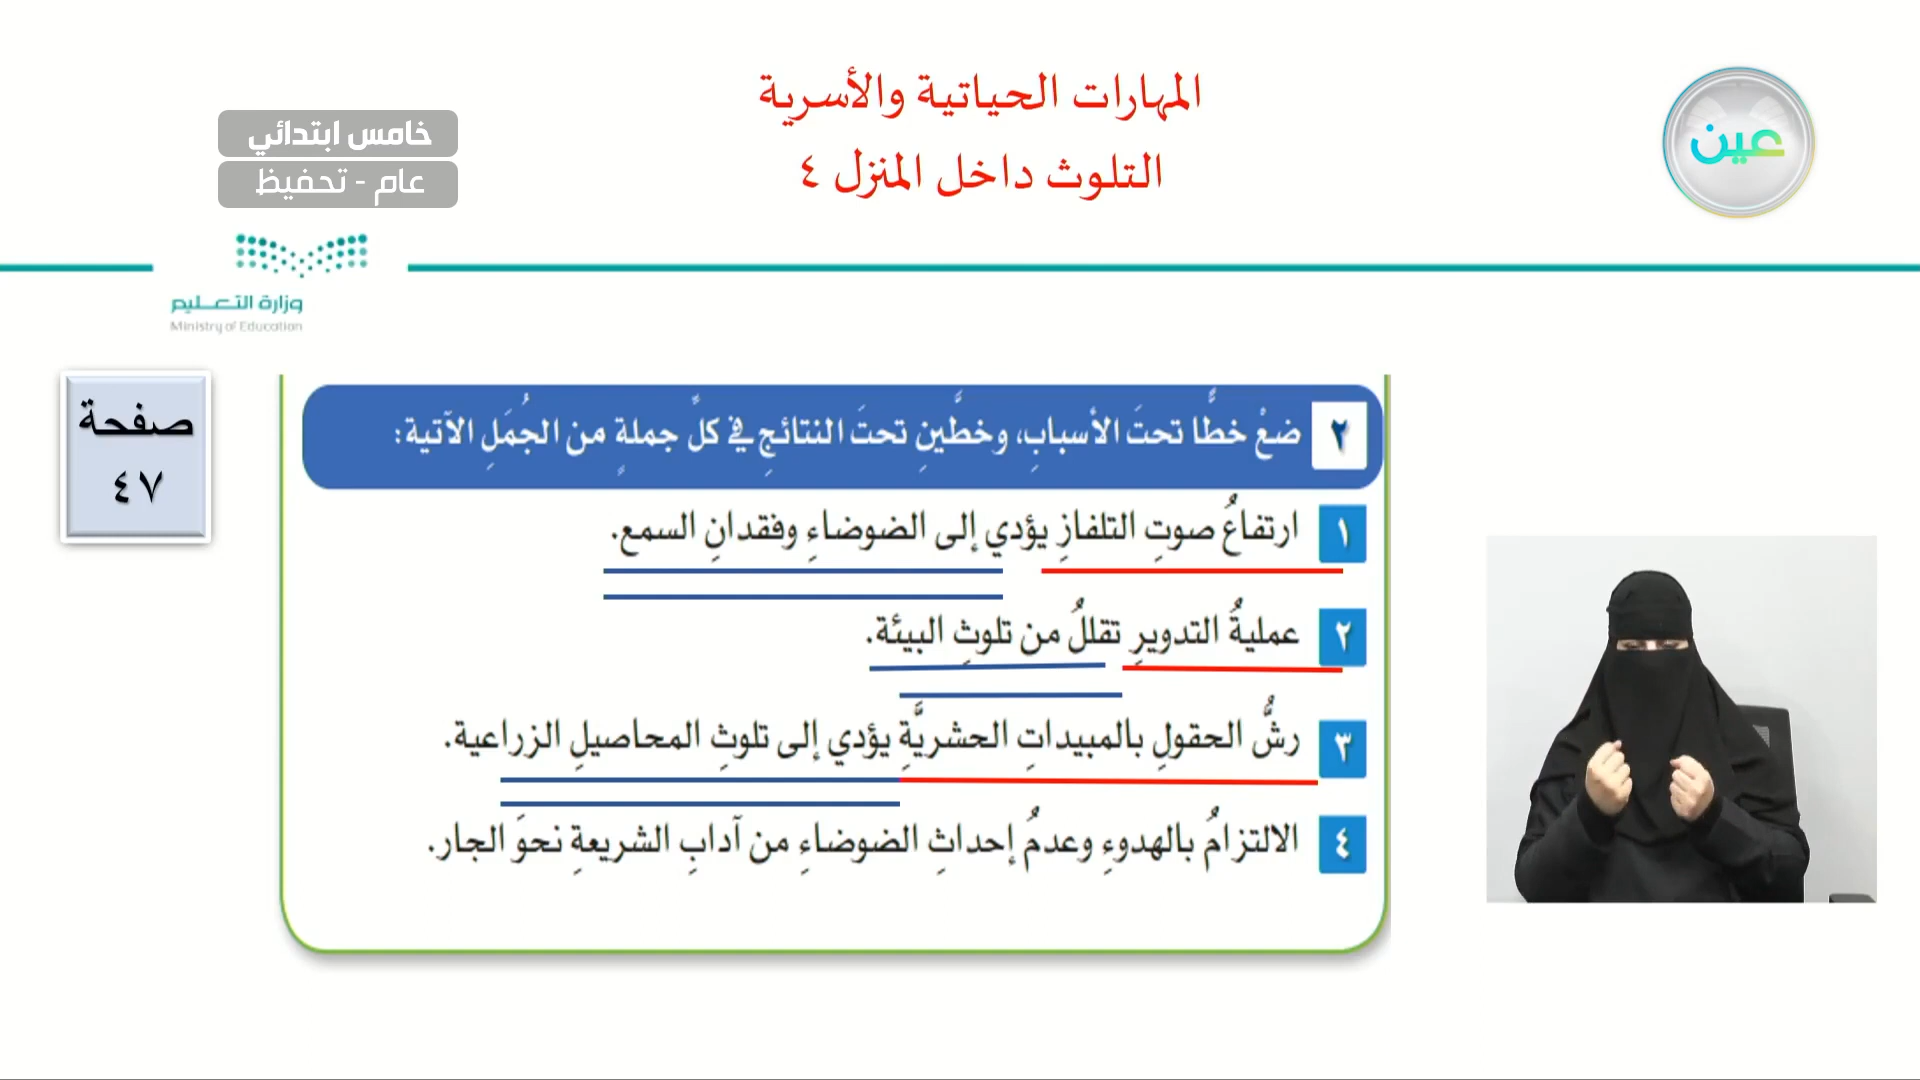 المهارات الحياتية والأسرية
التلوث داخل المنزل ٤
عين
خامس ابتدائي
عام - تحفيظ
وزارة التعـــليم
Ministry of Education
صفحة
٤٧
٢ ضعْ خطًّا تحتَ الأسبابِ، وخطَّينِ تحتَ النتائجِ في كلِّ جملةٍ من الجُمَلِ الآتية:
١ ارتفاعُ صوتِ التلفازِ يؤدي إلى الضوضاءِ وفقدانِ السمع.
٢ عمليةُ التدويرِ تقللُ من تلوثِ البيئة.
٣ رشُّ الحقولِ بالمبيداتِ الحشريَّةِ يؤدي إلى تلوثِ المحاصيلِ الزراعية.
٤ الالتزامُ بالهدوءِ وعدمُ إحداثِ الضوضاءِ من آدابِ الشريعةِ نحوَ الجار.